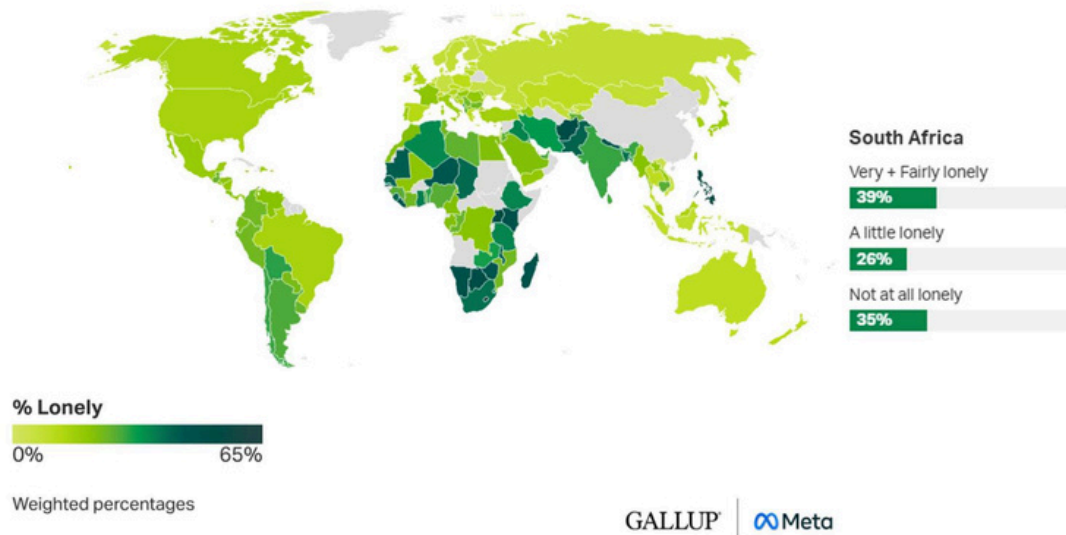 South Africa
Very + Fairly lonely
39%
A little lonely
26%
Not at all lonely
35%
% Lonely
0% 65%
Weighted percentages
GALLUP' Meta